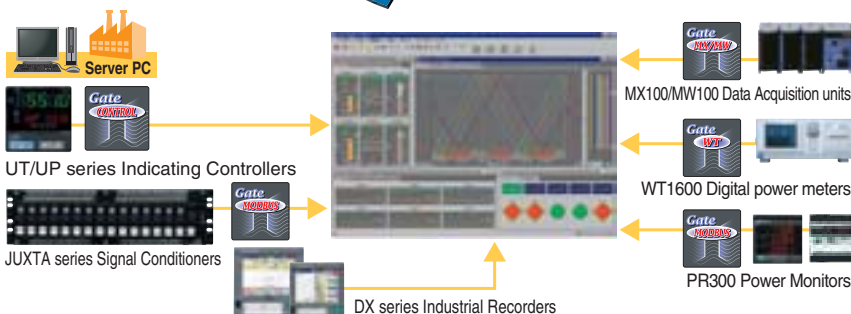 Server PC
Gate
CONTROL
UT/UP series Indicating Controllers
Gate
MODBUS
JUXTA series Signal Conditioners
DX series Industrial Recorders
Gate
MX/MW
MX100/MW100 Data Acquisition units
Gate
WT
WT1600 Digital power meters
Gate
MODBUS
PR300 Power Monitors